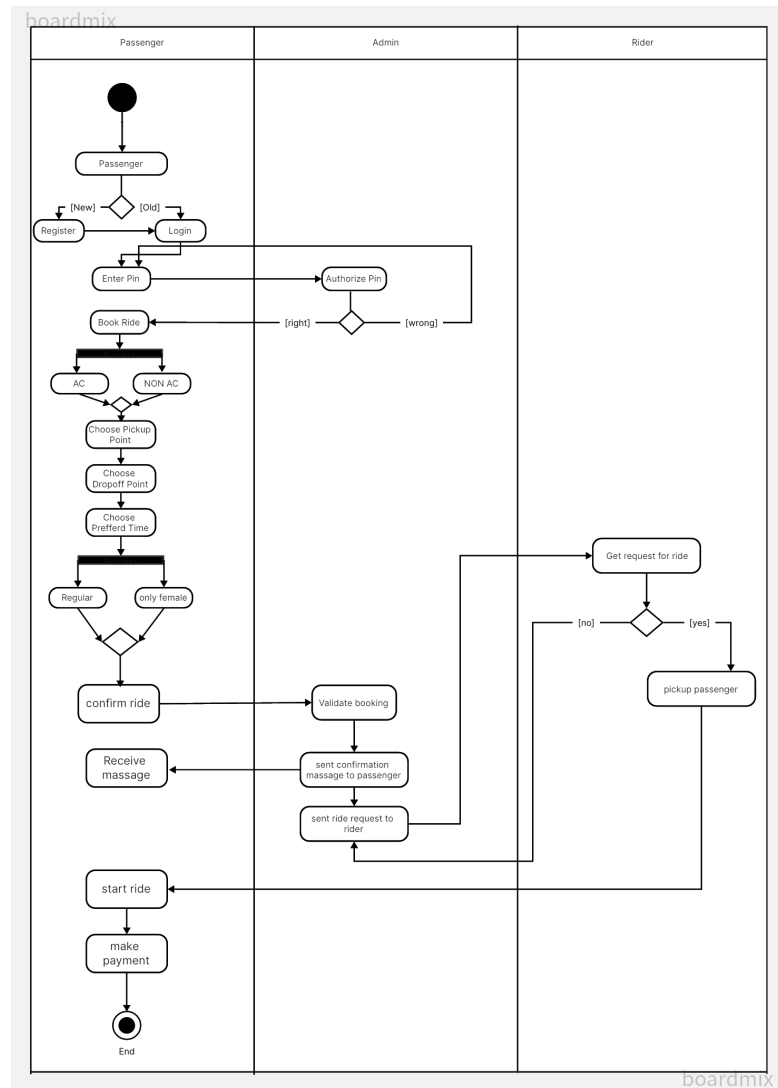 boardmix
Passenger
Admin
Rider
Passenger
[New]
[Old]
Register
Login
Enter Pin
Authorize Pin
Book Ride
[right]
[wrong]
AC
NON AC
Choose Pickup
Point
Choose
Dropoff Point
Choose
Prefferd Time
Get request for ride
Regular
only female
[no]
[yes]
confirm ride
Validate booking
pickup passenger
Receive
massage
sent confirmation
massage to passenger
sent ride request to
rider
start ride
make
payment
End
boardmix